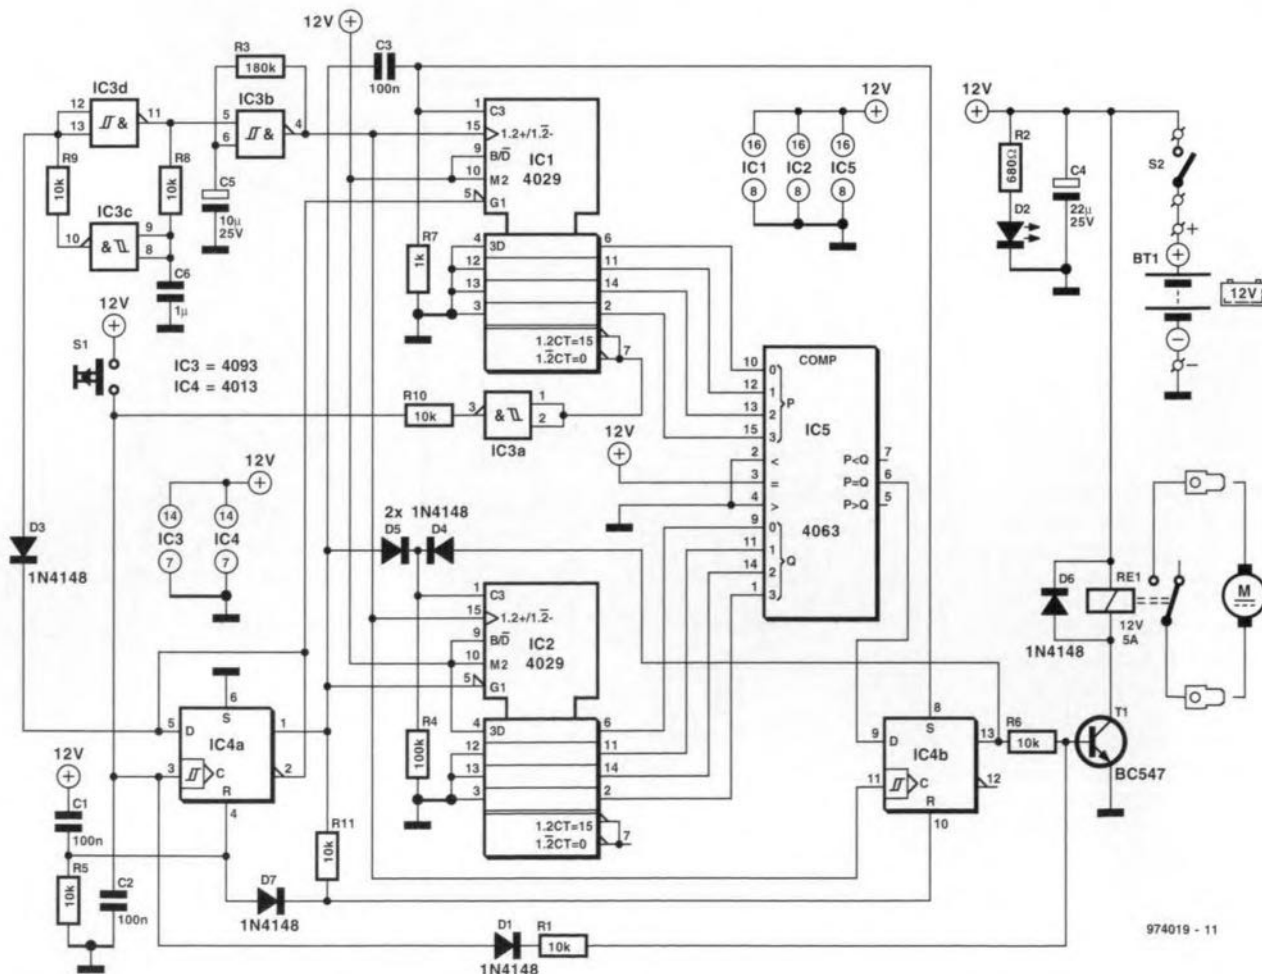 12V
C3
100n
R3
180k
IC3b
5
6
&
4
IC3d
12
13
&
11
R9
10k
R8
10k
C5
10µ
25V
IC3c
10
&
9
8
C6
1µ
12V
S1
IC3 = 4093
IC4 = 4013
1
C3
15
1.2+/1.2̅-
9
B/D̅
10
M2
5
G1
IC1
4029
R7
1k
4
3D
12
13
3
6
11
14
2
1.2CT=15
1.2̅CT=0
7
R10
10k
3
&
1
2
IC3a
12V
16
16
16
IC1
IC2
IC5
8
8
8
12V
R2
680Ω
D2
C4
22µ
25V
S2
+
BT1
12V
−
COMP
10
0
12
1
13
2
15
3
P
2
<
3
=
4
>
9
0
11
1
14
2
1
3
Q
IC5
4063
P<Q
7
P=Q
6
P>Q
5
12V
12V
14
14
IC3
IC4
7
7
D3
1N4148
2x 1N4148
D5
D4
1
C3
15
1.2+/1.2̅-
9
B/D̅
10
M2
5
G1
IC2
4029
R4
100k
4
3D
12
13
3
6
11
14
2
1.2CT=15
1.2̅CT=0
7
6
S
5
D
IC4a
1
3
C
2
R
4
12V
C1
100n
R5
10k
C2
100n
D7
1N4148
R11
10k
D1
1N4148
R1
10k
8
S
9
D
IC4b
13
11
C
12
R
10
R6
10k
T1
BC547
D6
1N4148
RE1
12V
5A
M
974019 - 11